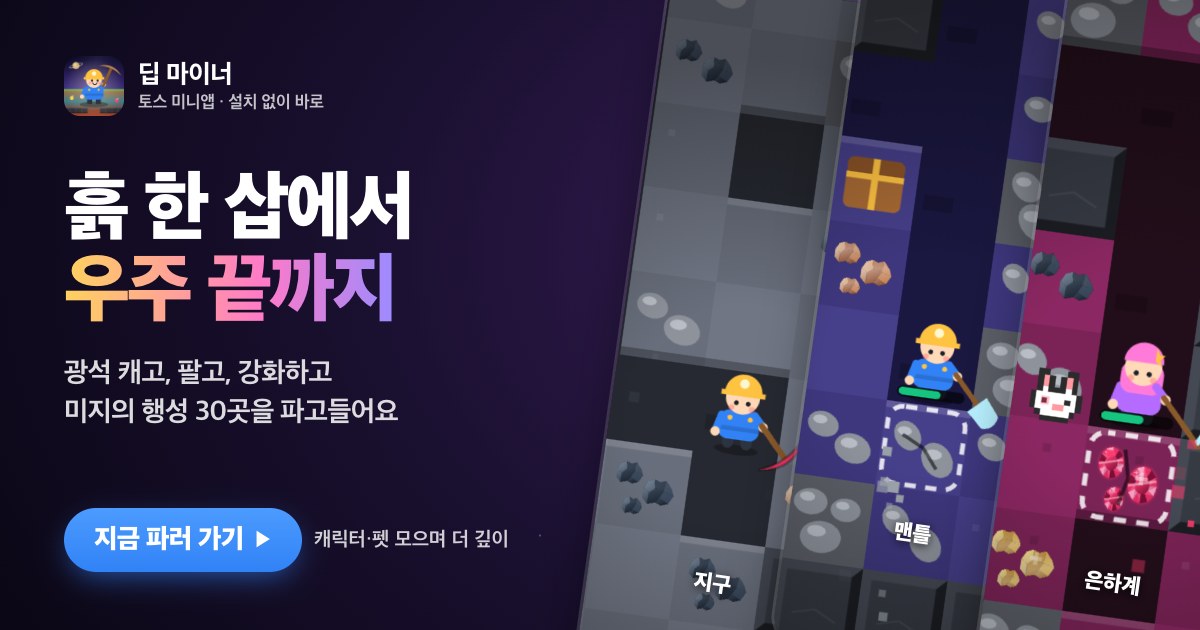 딥 마이너
토스 미니앱 · 설치 없이 바로
흙 한 삽에서
우주 끝까지
광석 캐고, 팔고, 강화하고
미지의 행성 30곳을 파고들어요
지금 파러 가기 ▶
캐릭터·펫 모으며 더 깊이
지구
맨틀
은하계